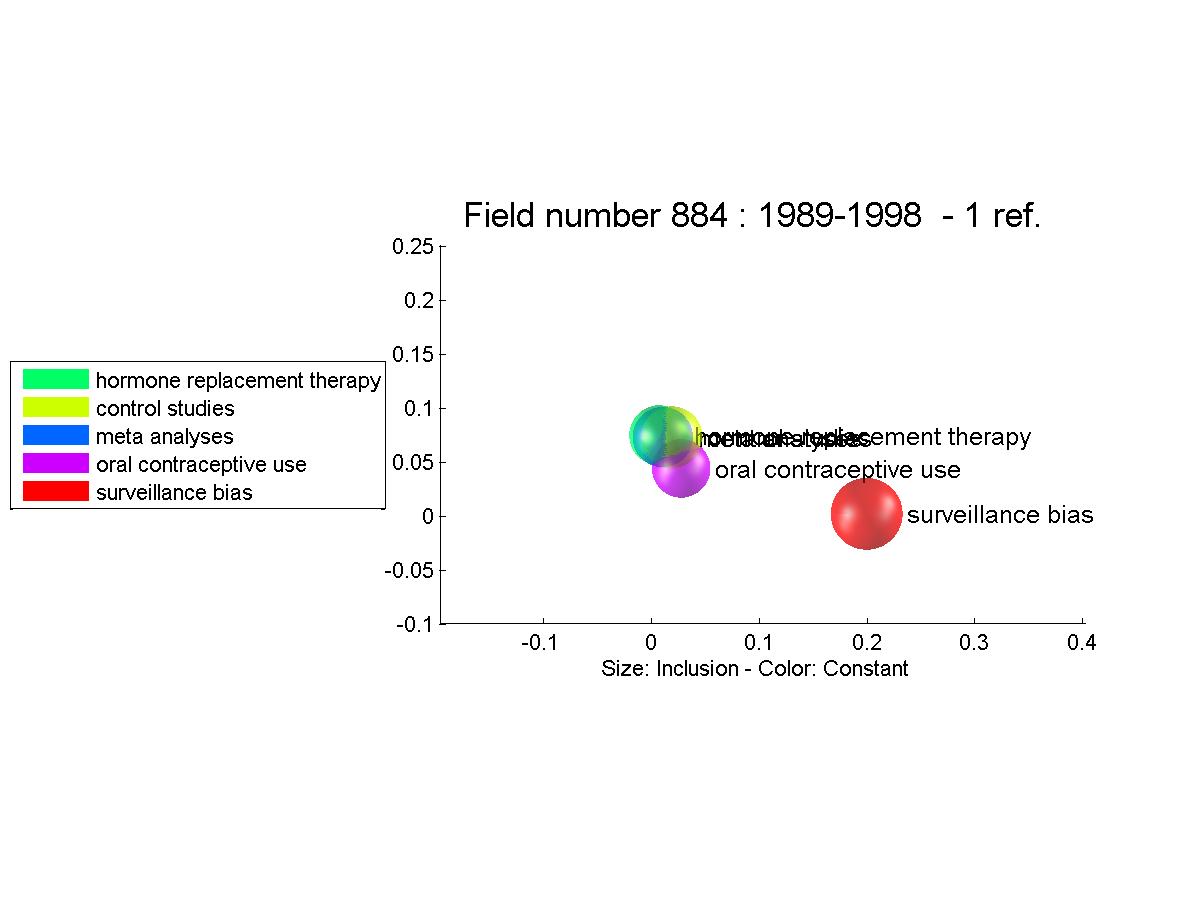 Field number 884 : 1989-1998 - 1 ref.
0.25
0.2
0.15
0.1
0.05
0
-0.05
-0.1
hormone replacement therapy
control studies
meta analyses
oral contraceptive use
surveillance bias
hormone replacement therapy
oral contraceptive use
surveillance bias
-0.1 0 0.1 0.2 0.3 0.4
Size: Inclusion - Color: Constant